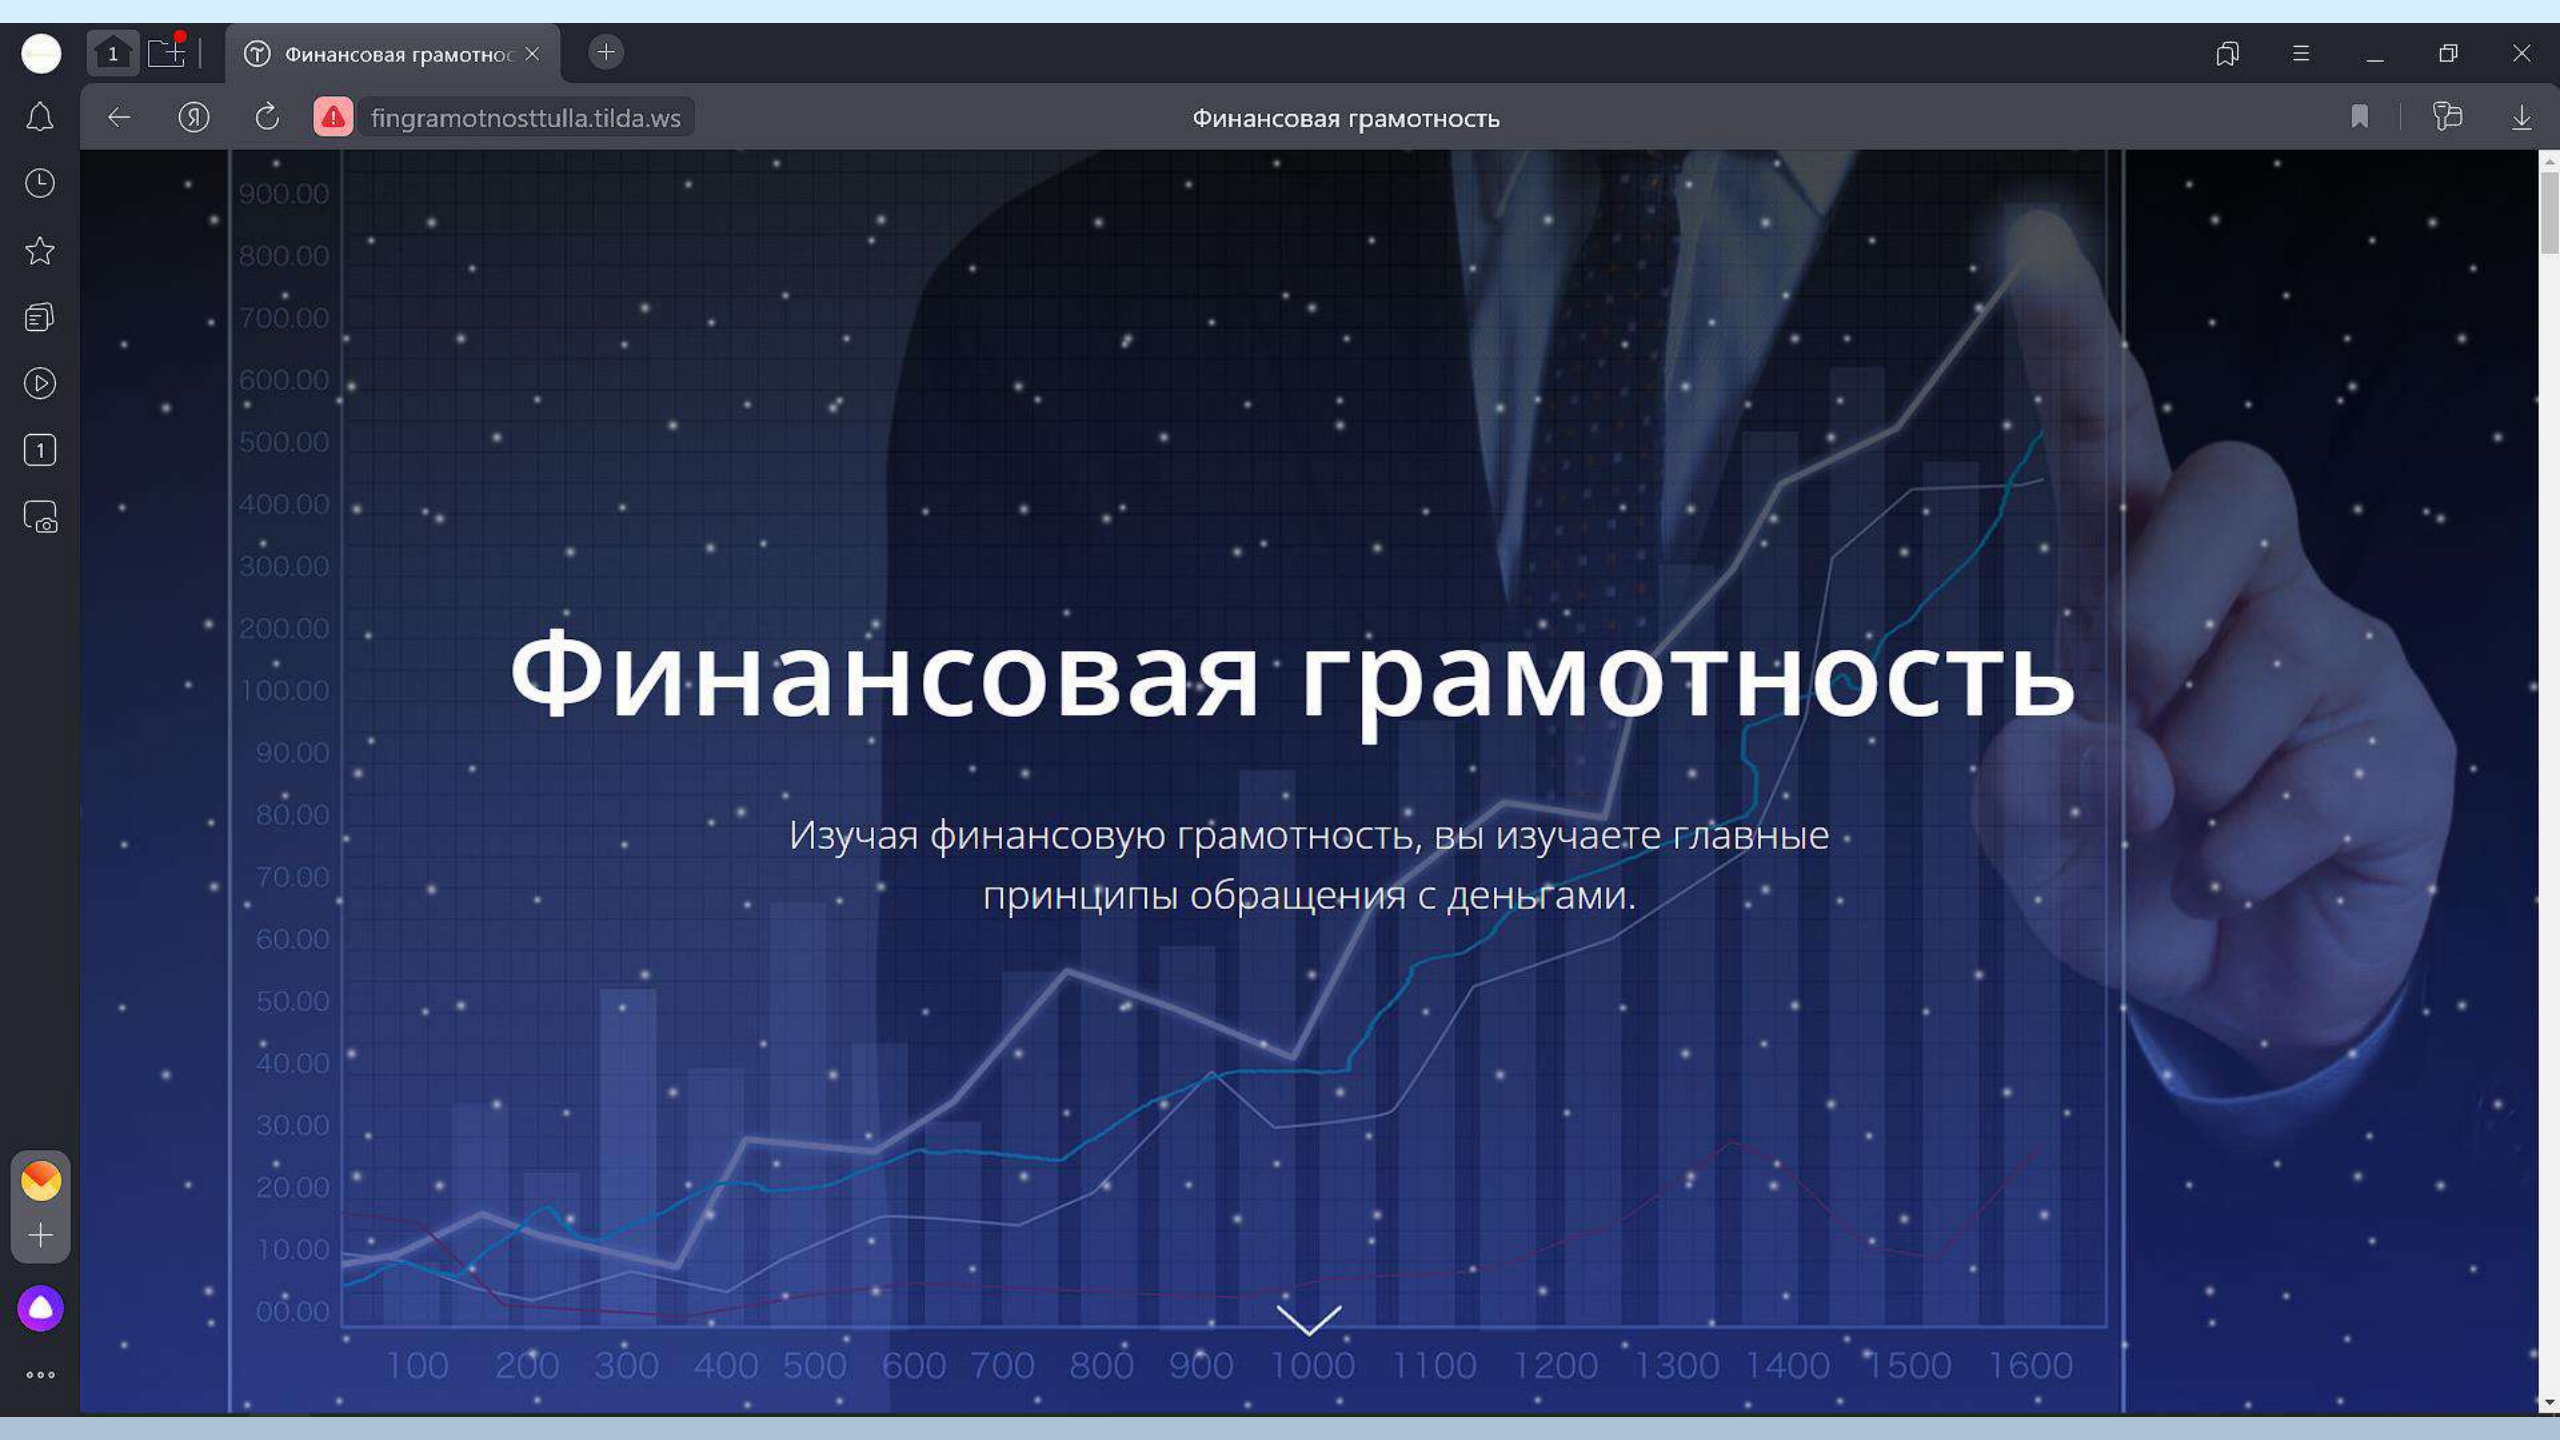 1
Финансовая грамотнос
Я
fingramotnosttulla.tilda.ws
Финансовая грамотность
1
900.00
800.00
700.00
600.00
500.00
400.00
300.00
200.00
100.00
90.00
80.00
70.00
60.00
50.00
40.00
30.00
20.00
10.00
00.00
Финансовая грамотность
Изучая финансовую грамотность, вы изучаете главные
принципы обращения с деньгами.
100 200 300 400 500 600 700 800 900 1000 1100 1200 1300 1400 1500 1600